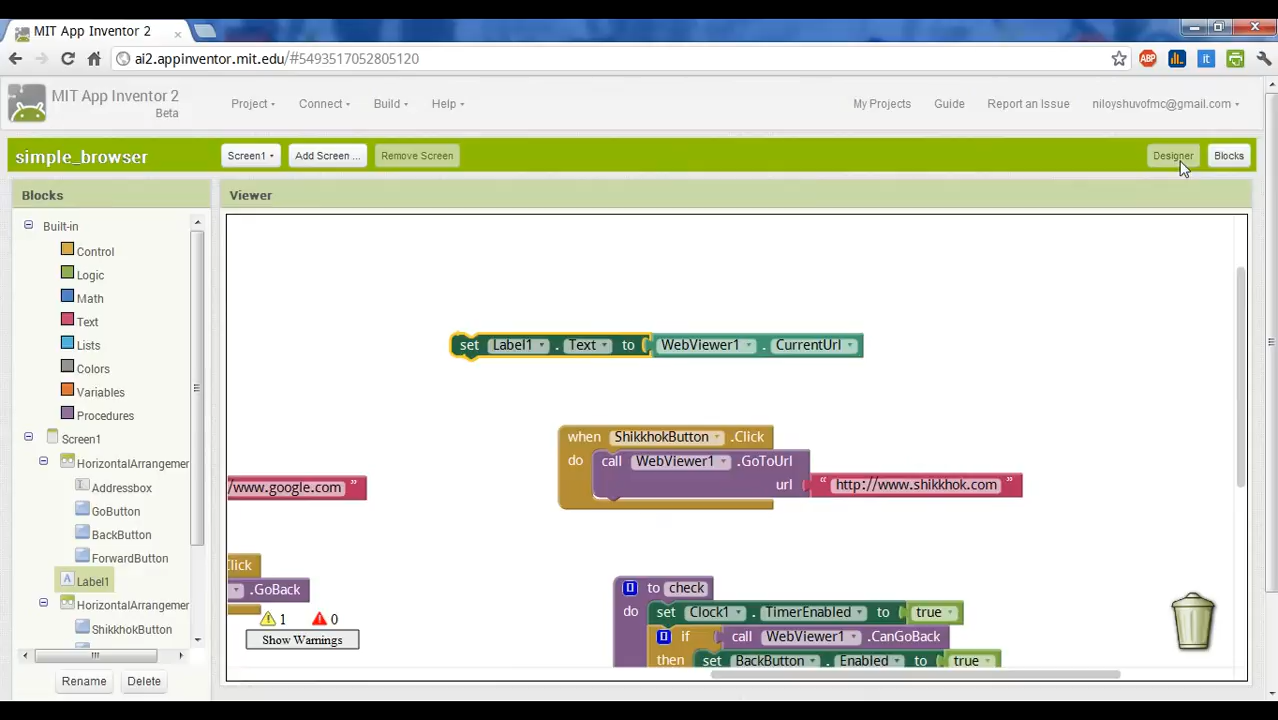 MIT App Inventor 2
ai2.appinventor.mit.edu/#5493517052805120
ABP
it
MIT App Inventor 2
Beta
Project Connect Build Help
My Projects Guide Report an Issue niloyshuvofmc@gmail.com
simple_browser
Screen1 Add Screen ... Remove Screen
Designer Blocks
Blocks
Viewer
Built-in
Control
Logic
Math
Text
Lists
Colors
Variables
Procedures
Screen1
HorizontalArrangemer
Addressbox
GoButton
BackButton
ForwardButton
A Label1
HorizontalArrangemer
ShikkhokButton
Rename Delete
set Label1 . Text to WebViewer1 . CurrentUrl
when ShikkhokButton .Click
do call WebViewer1 .GoToUrl
url “ http://www.shikkhok.com ”
/www.google.com ”
lick
.GoBack
1 0
Show Warnings
to check
do set Clock1 . TimerEnabled to true
if call WebViewer1 .CanGoBack
then set BackButton . Enabled to true